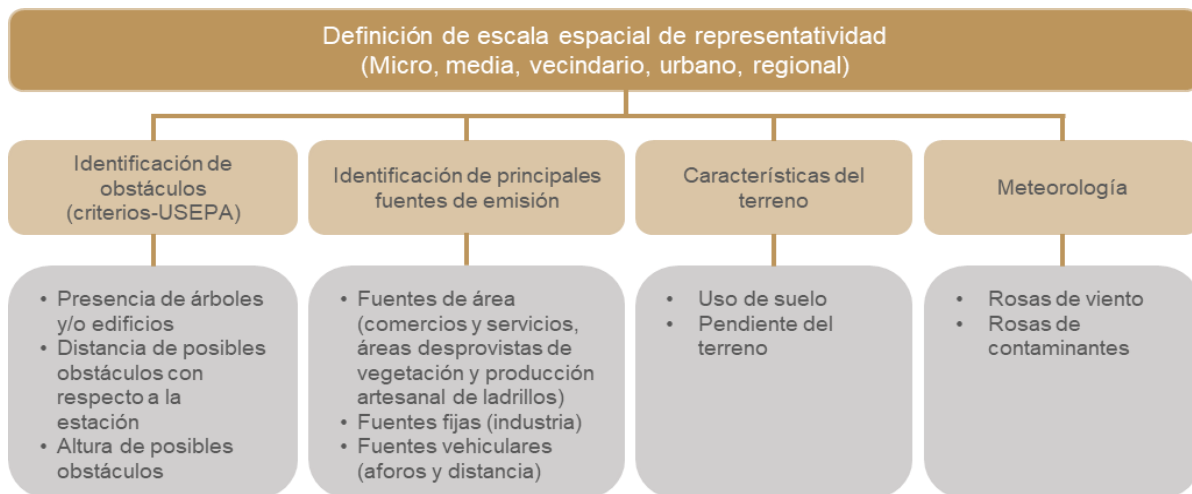 Definición de escala espacial de representatividad
(Micro, media, vecindario, urbano, regional)
Identificación de
obstáculos
(criterios-USEPA)
Identificación de principales
fuentes de emisión
Características del
terreno
Meteorología
• Presencia de árboles
y/o edificios
• Distancia de posibles
obstáculos con
respecto a la
estación
• Altura de posibles
obstáculos
• Fuentes de área
(comercios y servicios,
áreas desprovistas de
vegetación y producción
artesanal de ladrillos)
• Fuentes fijas (industria)
• Fuentes vehiculares
(aforos y distancia)
• Uso de suelo
• Pendiente del
terreno
• Rosas de viento
• Rosas de
contaminantes